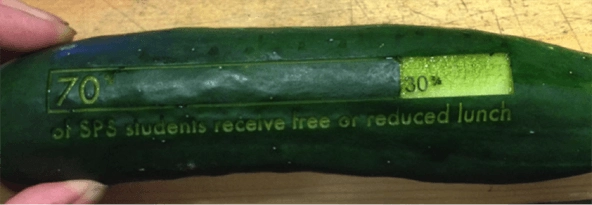 70% 30%
of SPS students receive free or reduced lunch